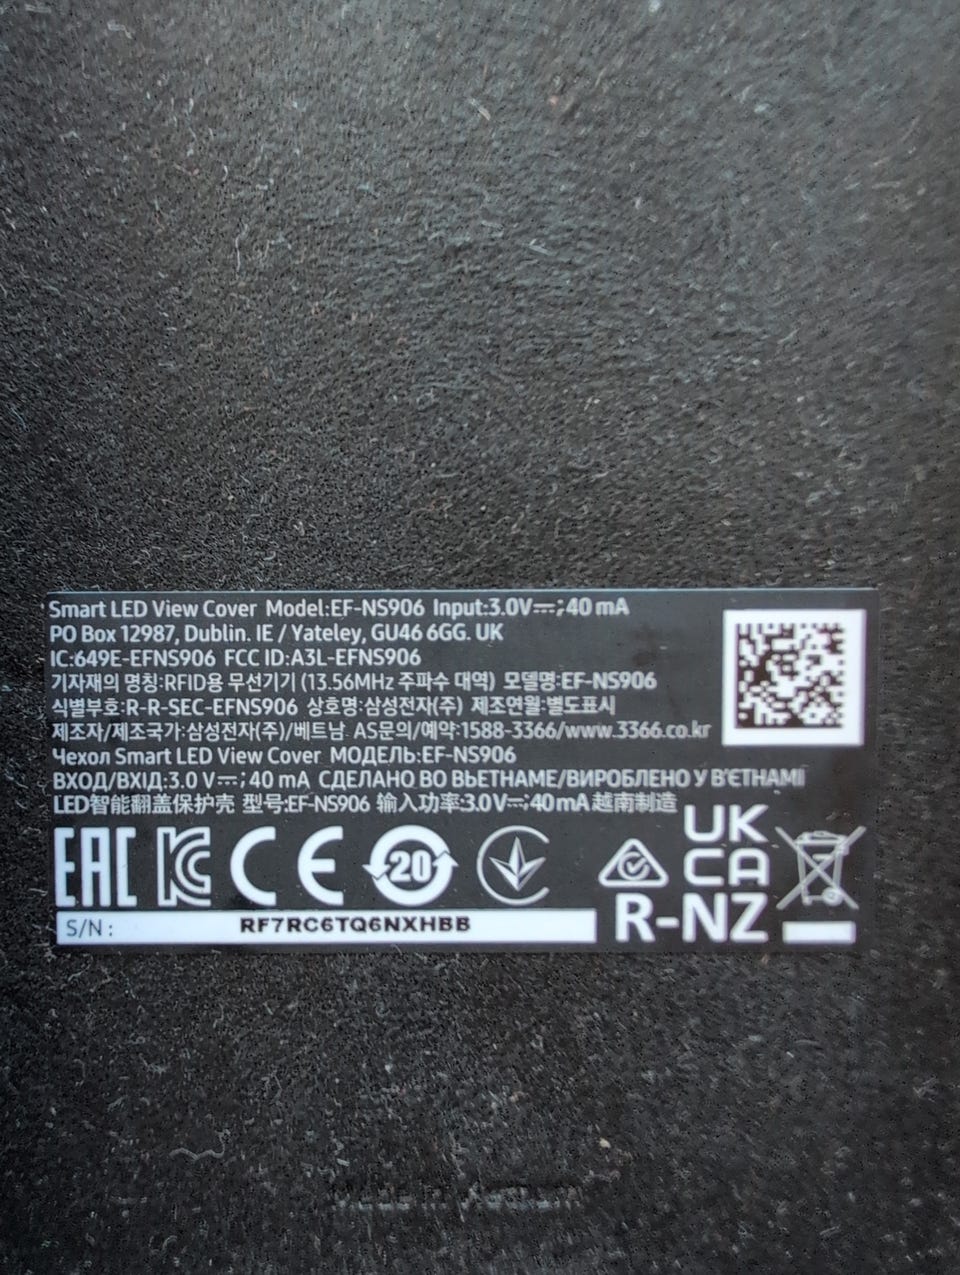 Smart LED View Cover Model:EF-NS906 Input:3.0V⎓;40 mA
PO Box 12987, Dublin. IE / Yateley, GU46 6GG. UK
IC:649E-EFNS906 FCC ID:A3L-EFNS906
기자재의 명칭:RFID용 무선기기 (13.56MHz 주파수 대역) 모델명:EF-NS906
식별부호:R-R-SEC-EFNS906 상호명:삼성전자(주) 제조연월:별도표시
제조자/제조국가:삼성전자(주)/베트남 AS문의/예약:1588-3366/www.3366.co.kr
Чехол Smart LED View Cover МОДЕЛЬ:EF-NS906
ВХОД/ВХІД:3.0 V⎓; 40 mA СДЕЛАНО ВО ВЬЕТНАМЕ/ВИРОБЛЕНО У В'ЄТНАМІ
LED智能翻盖保护壳 型号:EF-NS906 输入功率:3.0V⎓;40mA 越南制造
EAC KC CE 20 UK CA
R-NZ
S/N : RF7RC6TQ6NXHBB
Made in Vietnam